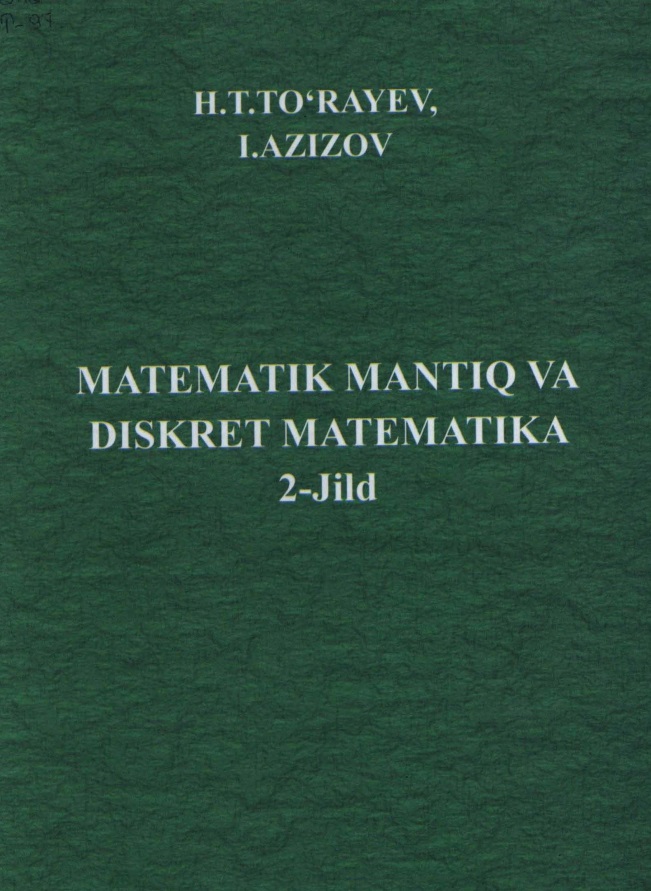 H.T.TO‘RAYEV,
I.AZIZOV
MATEMATIK MANTIQ VA
DISKRET MATEMATIKA
2-Jild